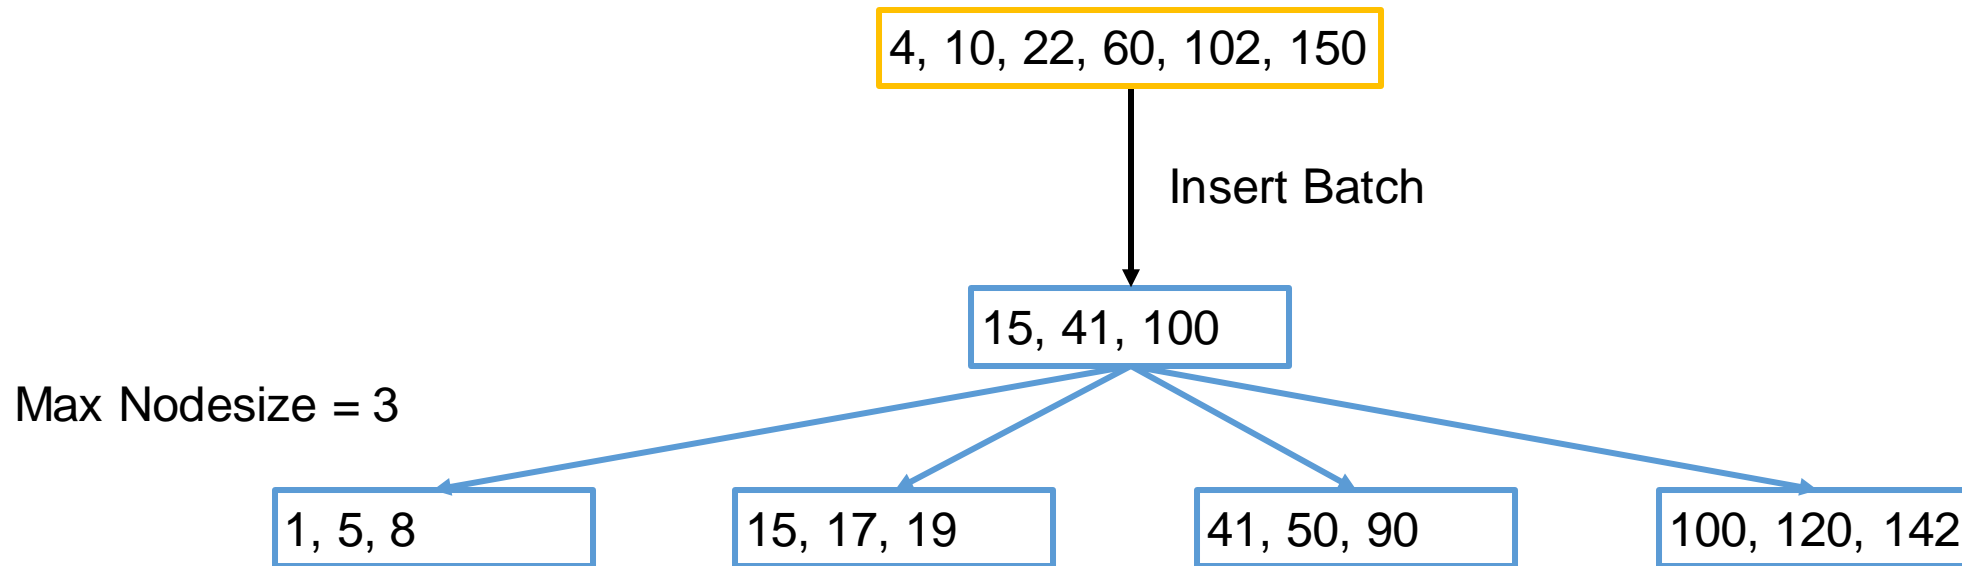 4, 10, 22, 60, 102, 150
Insert Batch
15, 41, 100
Max Nodesize = 3
1, 5, 8
15, 17, 19
41, 50, 90
100, 120, 142